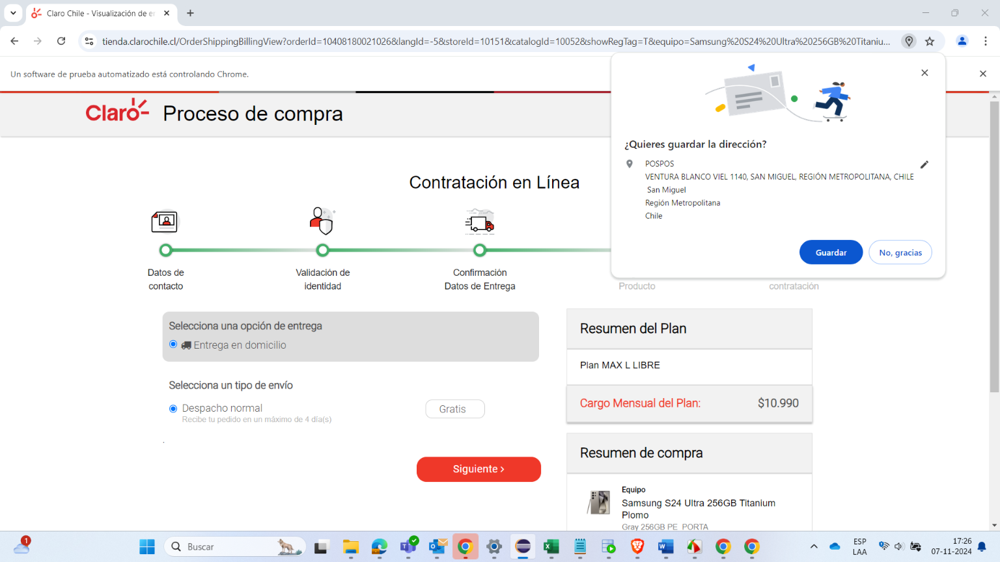 Claro Chile - Visualización de
tienda.clarochile.cl/OrderShippingBillingView?orderId=10408180021026&langId=-5&storeId=10151&catalogId=10052&showRegTag=T&equipo=Samsung%20S24%20Ultra%20256GB%20Titaniu...
Un software de prueba automatizado está controlando Chrome.
Claro
Proceso de compra
¿Quieres guardar la dirección?
POSPOS
VENTURA BLANCO VIEL 1140, SAN MIGUEL, REGIÓN METROPOLITANA, CHILE
San Miguel
Región Metropolitana
Chile
Guardar
No, gracias
Contratación en Línea
Datos de
contacto
Validación de
identidad
Confirmación
Datos de Entrega
Producto
contratación
Selecciona una opción de entrega
Entrega en domicilio
Selecciona un tipo de envío
Despacho normal
Gratis
Recibe tu pedido en un máximo de 4 día(s)
.
Siguiente ›
Resumen del Plan
Plan MAX L LIBRE
Cargo Mensual del Plan: $10.990
Resumen de compra
Equipo
Samsung S24 Ultra 256GB Titanium
Plomo
Gray 256GB PE_PORTA
1
Buscar
ESP
LAA
17:26
07-11-2024